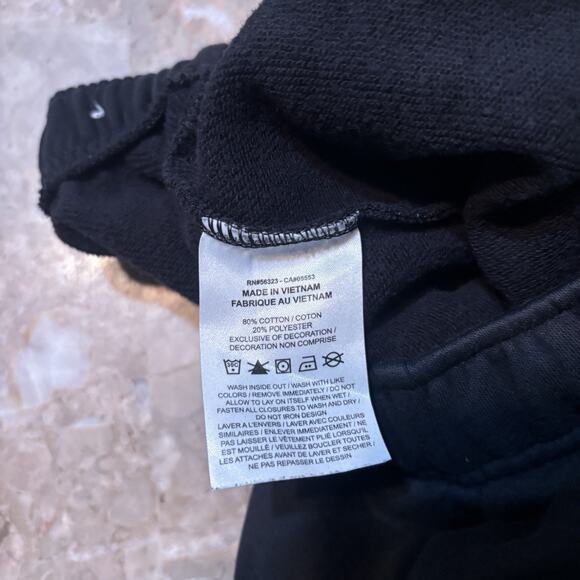 RN#56323 - CA#05553
MADE IN VIETNAM
FABRIQUE AU VIETNAM
80% COTTON / COTON
20% POLYESTER
EXCLUSIVE OF DECORATION /
DECORATION NON COMPRISE
WASH INSIDE OUT / WASH WITH LIKE
COLORS / REMOVE IMMEDIATELY / DO NOT
ALLOW TO LAY ON ITSELF WHEN WET /
FASTEN ALL CLOSURES TO WASH AND DRY /
DO NOT IRON DESIGN
LAVER A L'ENVERS / LAVER AVEC COULEURS
SIMILAIRES / ENLEVER IMMEDIATEMENT / NE
PAS LAISSER LE VÊTEMENT PLIE LORSQU'IL
EST MOUILLÉ / VEUILLEZ BOUCLER TOUTES
LES ATTACHES AVANT DE LAVER ET SECHER /
NE PAS REPASSER LE DESSIN